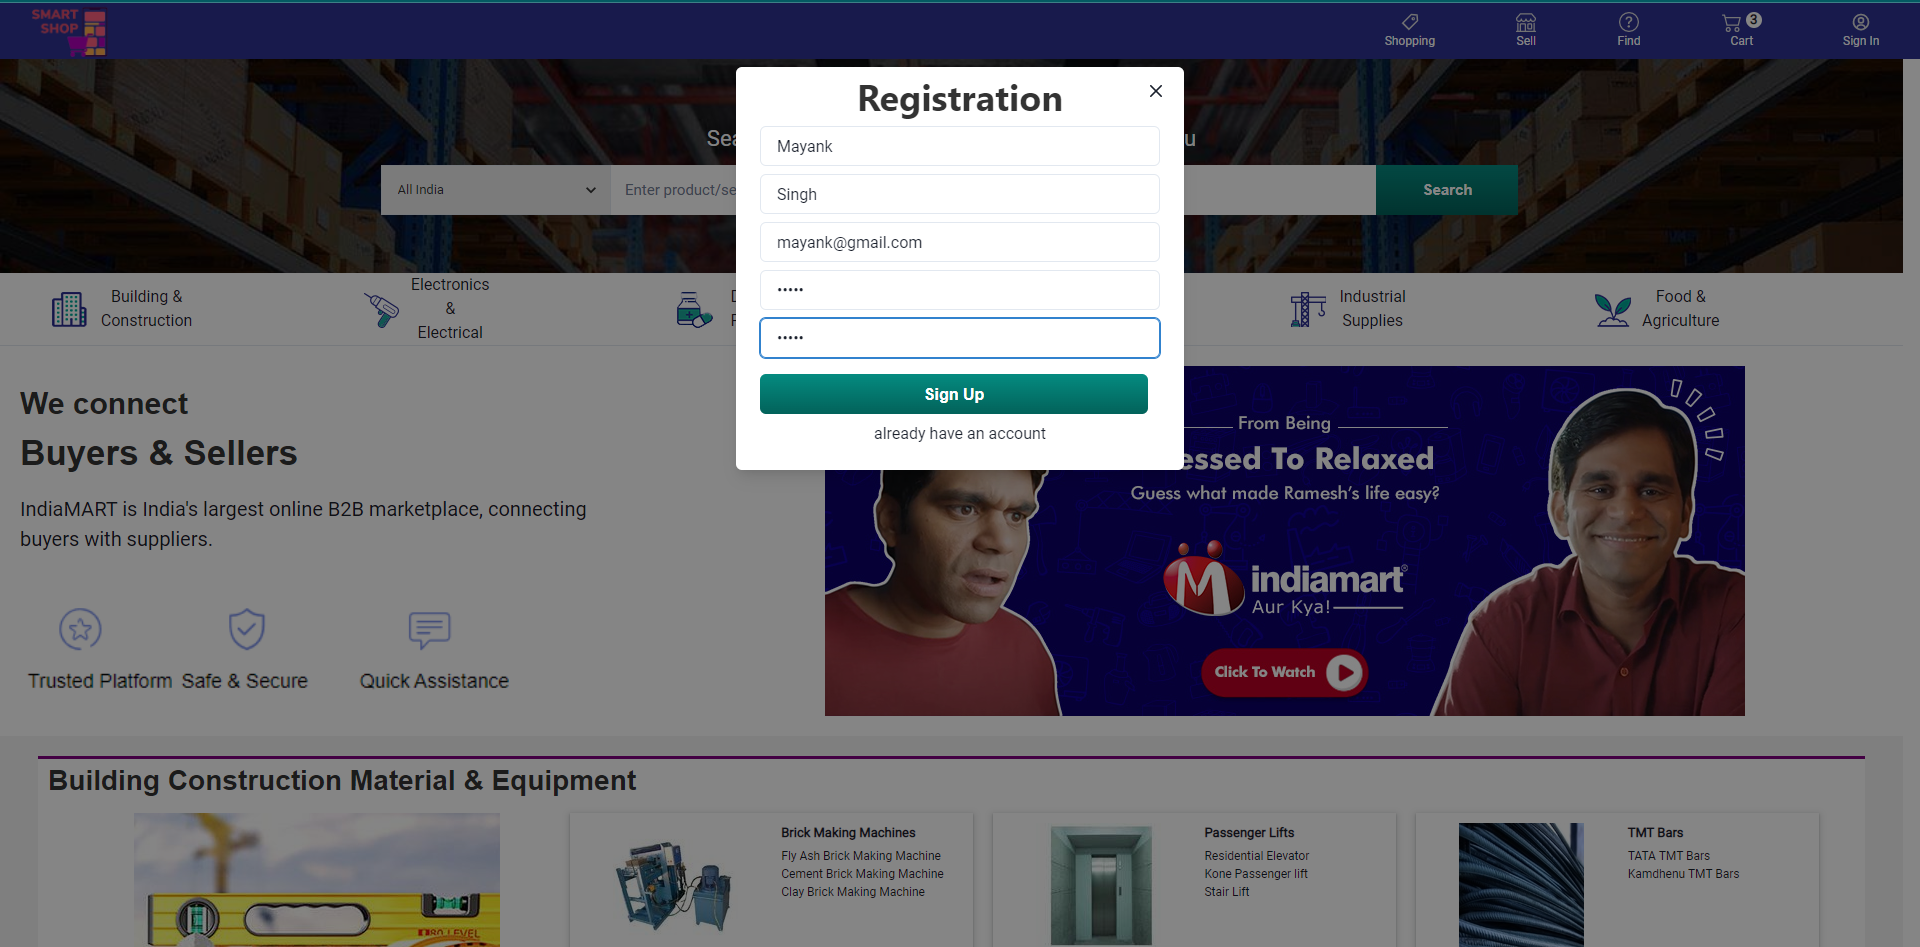 SMART
SHOP
Shopping
Sell
Find
3
Cart
Sign In
Registration
Mayank
Singh
mayank@gmail.com
•••••
•••••
Sign Up
already have an account
All India
Enter product/se
Search
Building &
Construction
Electronics
&
Electrical
Industrial
Supplies
Food &
Agriculture
We connect
Buyers & Sellers
IndiaMART is India's largest online B2B marketplace, connecting
buyers with suppliers.
Trusted Platform
Safe & Secure
Quick Assistance
From Being
essed To Relaxed
Guess what made Ramesh's life easy?
indiamart®
Aur Kya!
Click To Watch
Building Construction Material & Equipment
Brick Making Machines
Fly Ash Brick Making Machine
Cement Brick Making Machine
Clay Brick Making Machine
Passenger Lifts
Residential Elevator
Kone Passenger lift
Stair Lift
TMT Bars
TATA TMT Bars
Kamdhenu TMT Bars